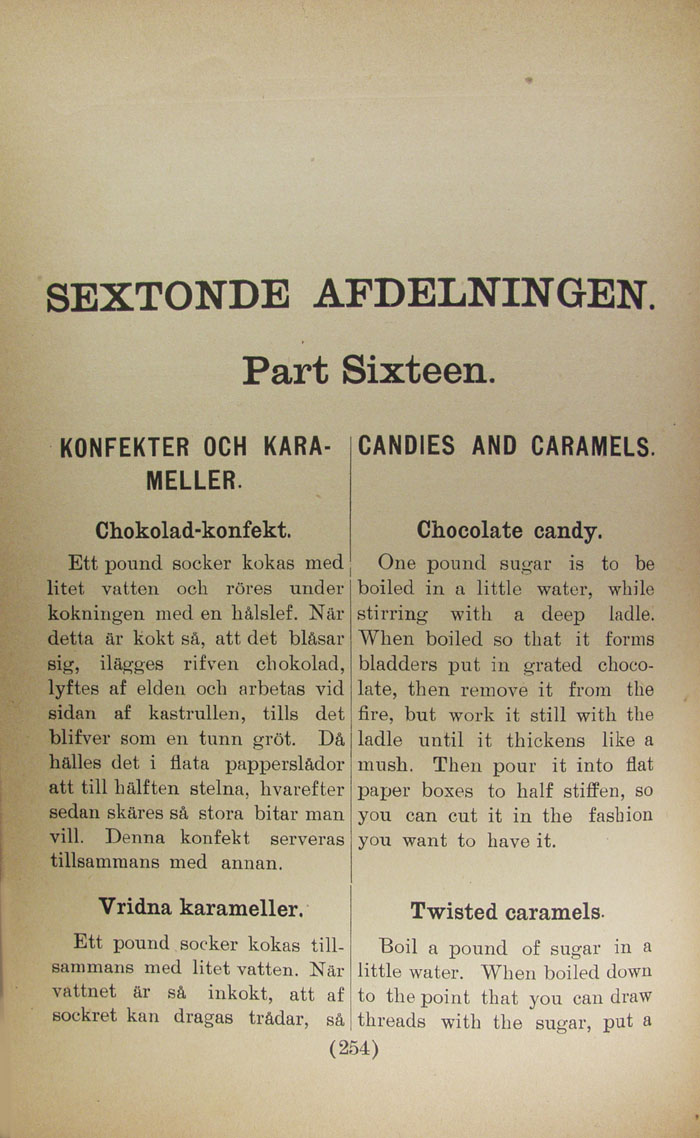 SEXTONDE AFDELNINGEN.
Part Sixteen.
KONFEKTER OCH KARA-
MELLER.
Chokolad-konfekt.
Ett pound socker kokas med
litet vatten och röres under
kokningen med en hålslef. När
detta är kokt så, att det blåsar
sig, ilägges rifven chokolad,
lyftes af elden och arbetas vid
sidan af kastrullen, tills det
blifver som en tunn gröt. Då
hälles det i flata papperslådor
att till hälften stelna, hvarefter
sedan skäres så stora bitar man
vill. Denna konfekt serveras
tillsammans med annan.
Vridna karameller.
Ett pound socker kokas till-
sammans med litet vatten. När
vattnet är så inkokt, att af
sockret kan dragas trådar, så
CANDIES AND CARAMELS.
Chocolate candy.
One pound sugar is to be
boiled in a little water, while
stirring with a deep ladle.
When boiled so that it forms
bladders put in grated choco-
late, then remove it from the
fire, but work it still with the
ladle until it thickens like a
mush. Then pour it into flat
paper boxes to half stiffen, so
you can cut it in the fashion
you want to have it.
Twisted caramels.
Boil a pound of sugar in a
little water. When boiled down
to the point that you can draw
threads with the sugar, put a
(254)